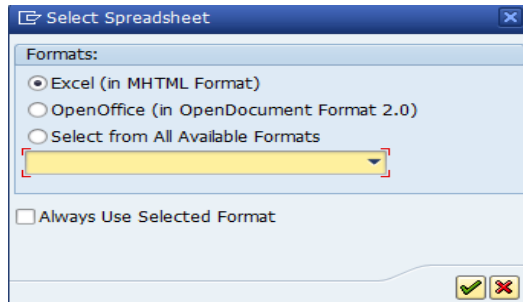 Select Spreadsheet
Formats:
Excel (in MHTML Format)
OpenOffice (in OpenDocument Format 2.0)
Select from All Available Formats
Always Use Selected Format